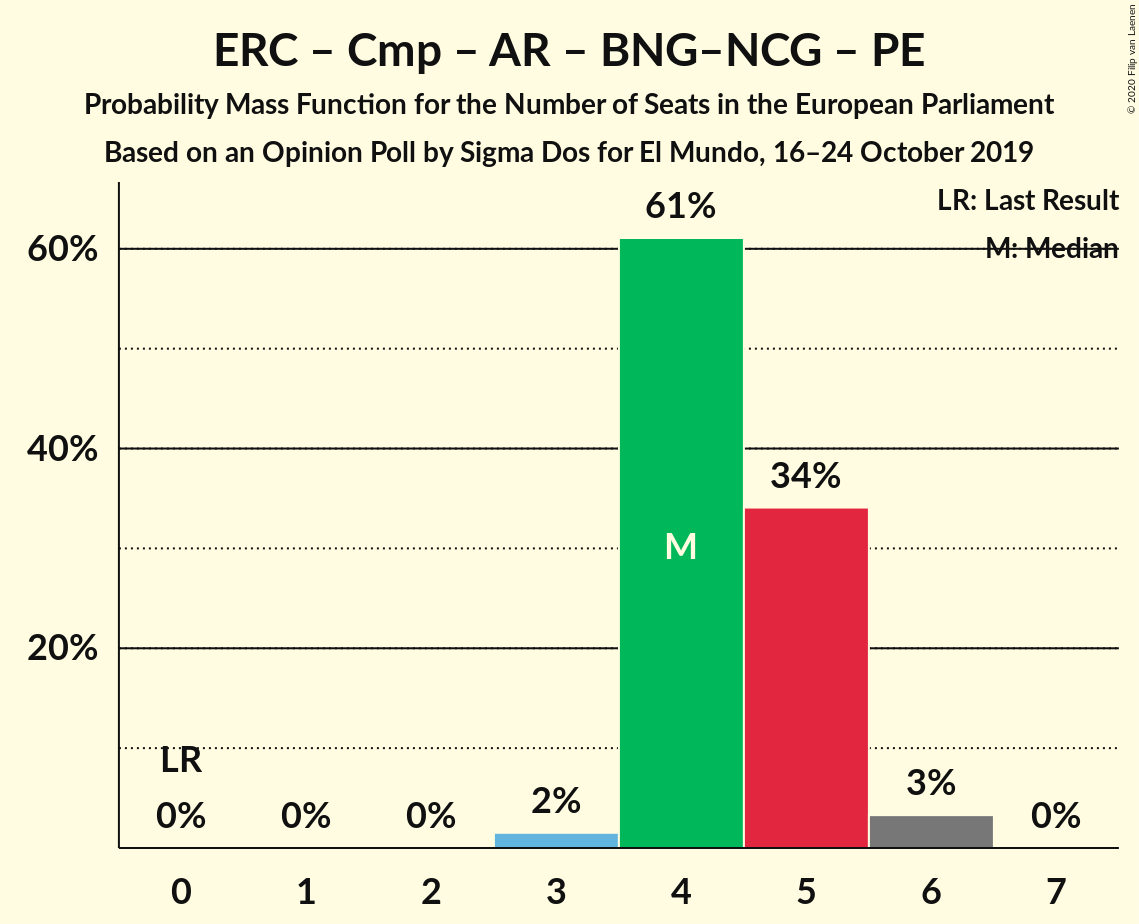 ERC – Cmp – AR – BNG–NCG – PE
Probability Mass Function for the Number of Seats in the European Parliament
Based on an Opinion Poll by Sigma Dos for El Mundo, 16–24 October 2019
© 2020 Filip van Laenen
LR: Last Result
M: Median
60%
40%
20%
61%
34%
M
LR
0%
0%
0%
2%
3%
0%
0
1
2
3
4
5
6
7